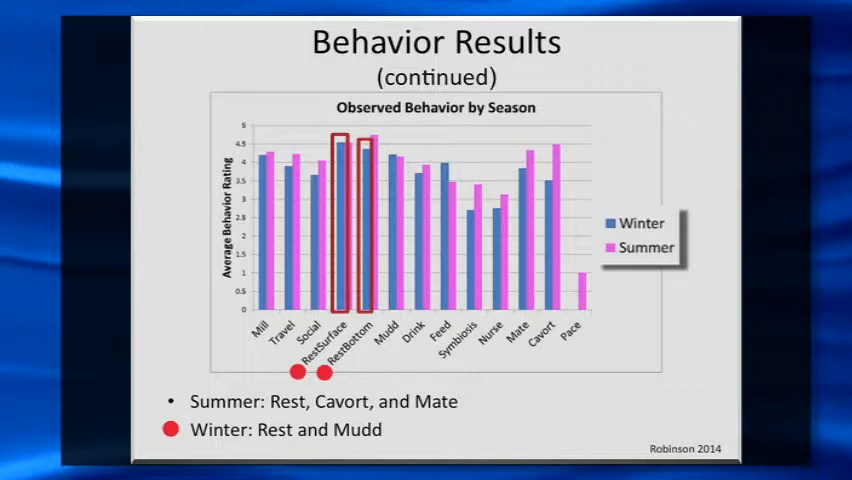 Behavior Results
(continued)
Observed Behavior by Season
Average Behavior Rating
5
4.5
4
3.5
3
2.5
2
1.5
1
0.5
0
Mill
Travel
Social
RestSurface
RestBottom
Mudd
Drink
Feed
Symbiosis
Nurse
Mate
Cavort
Pace
Winter
Summer
• Summer: Rest, Cavort, and Mate
Winter: Rest and Mudd
Robinson 2014